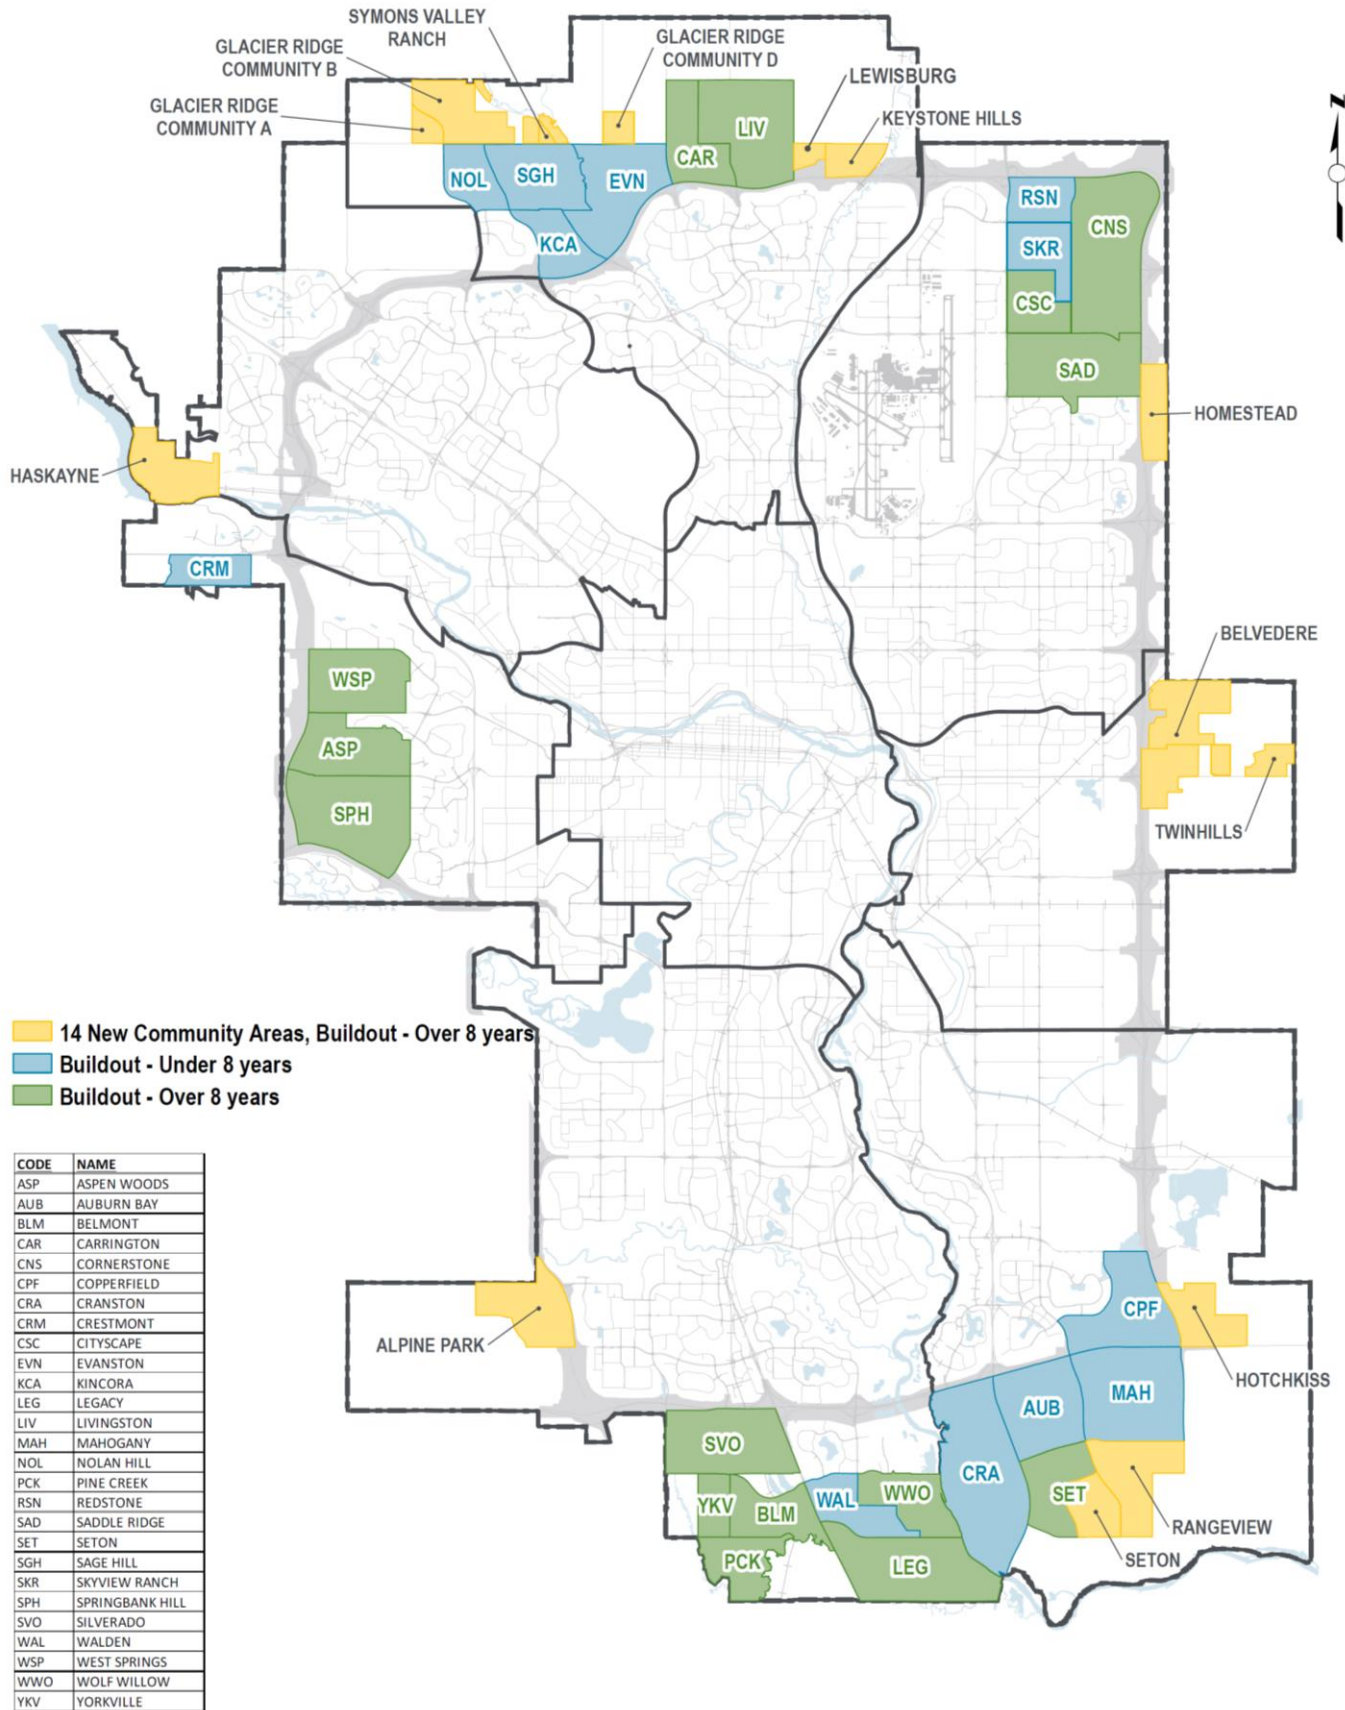 SYMONS VALLEY
RANCH
GLACIER RIDGE
COMMUNITY B
GLACIER RIDGE
COMMUNITY D
LEWISBURG
GLACIER RIDGE
COMMUNITY A
KEYSTONE HILLS
N
LIV
CAR
NOL
SGH
EVN
KCA
RSN
CNS
SKR
CSC
SAD
HOMESTEAD
HASKAYNE
CRM
BELVEDERE
WSP
ASP
SPH
TWINHILLS
14 New Community Areas, Buildout - Over 8 years
Buildout - Under 8 years
Buildout - Over 8 years
CODE NAME
ASP ASPEN WOODS
AUB AUBURN BAY
BLM BELMONT
CAR CARRINGTON
CNS CORNERSTONE
CPF COPPERFIELD
CRA CRANSTON
CRM CRESTMONT
CSC CITYSCAPE
EVN EVANSTON
KCA KINCORA
LEG LEGACY
LIV LIVINGSTON
MAH MAHOGANY
NOL NOLAN HILL
PCK PINE CREEK
RSN REDSTONE
SAD SADDLE RIDGE
SET SETON
SGH SAGE HILL
SKR SKYVIEW RANCH
SPH SPRINGBANK HILL
SVO SILVERADO
WAL WALDEN
WSP WEST SPRINGS
WWO WOLF WILLOW
YKV YORKVILLE
ALPINE PARK
CPF
HOTCHKISS
MAH
AUB
SVO
CRA
SET
WWO
WAL
YKV
BLM
RANGEVIEW
SETON
PCK
LEG